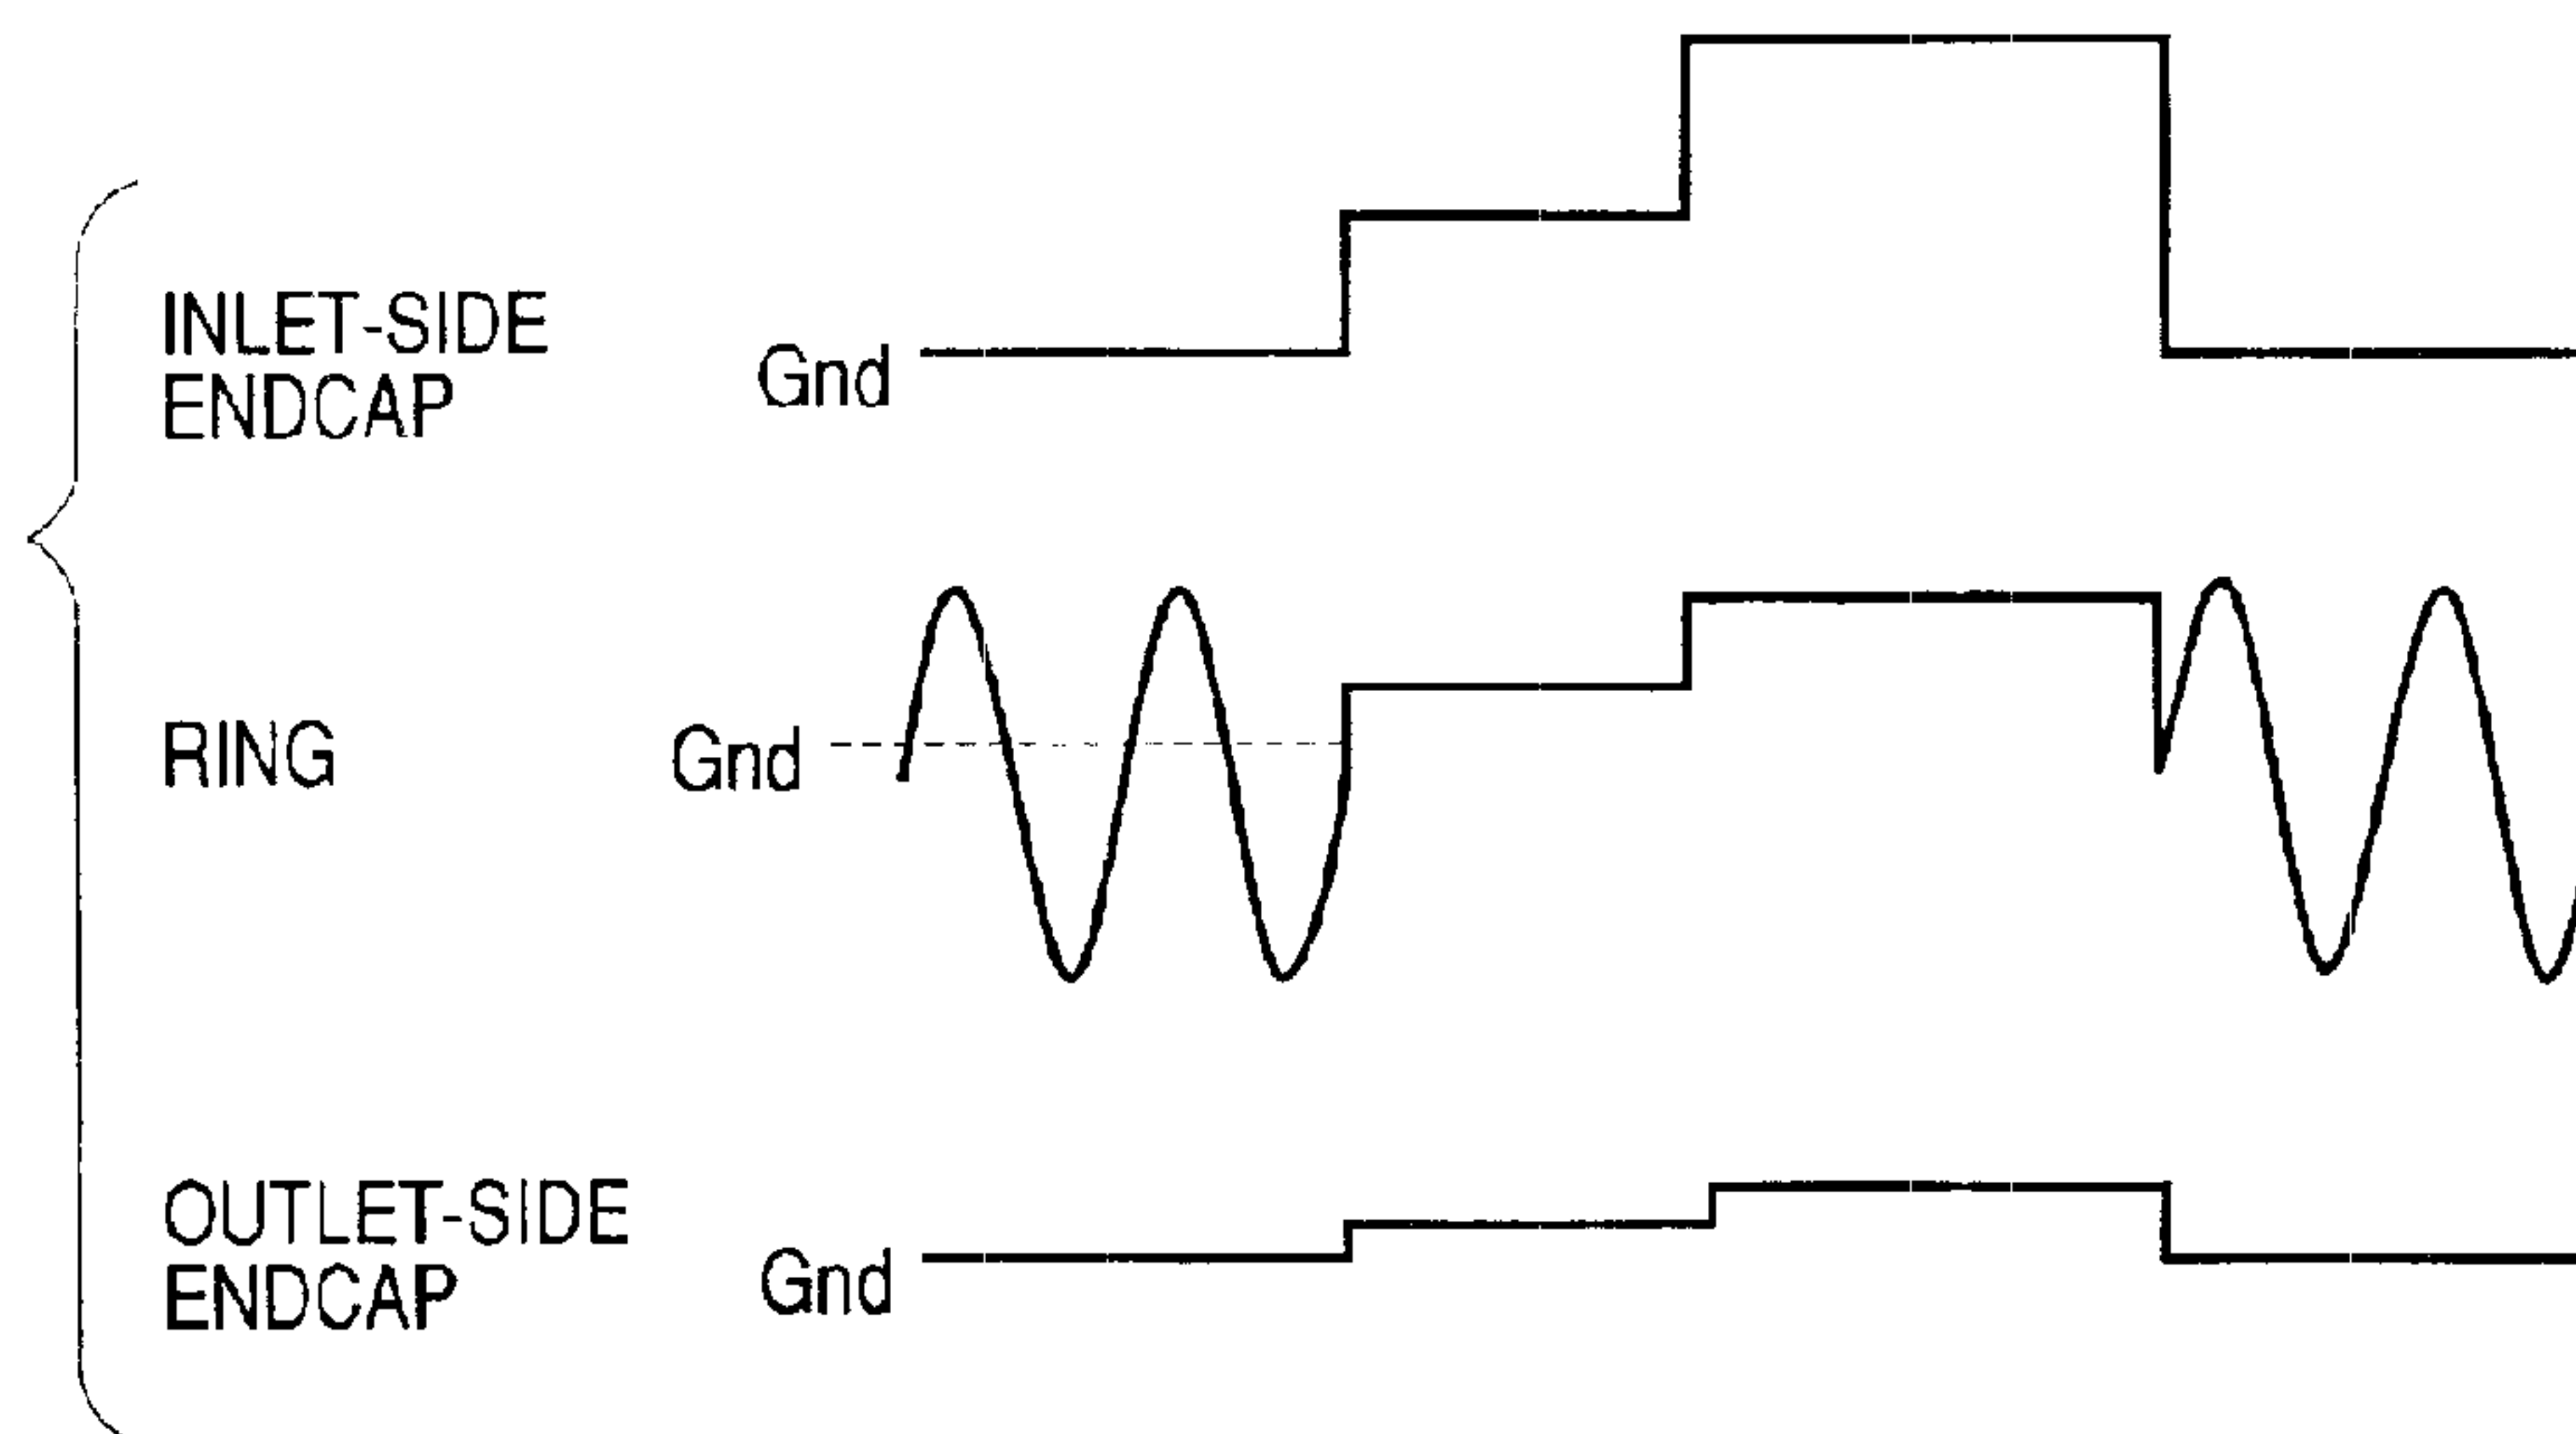 INLET-SIDE
ENDCAP
Gnd
RING
Gnd
OUTLET-SIDE
ENDCAP
Gnd